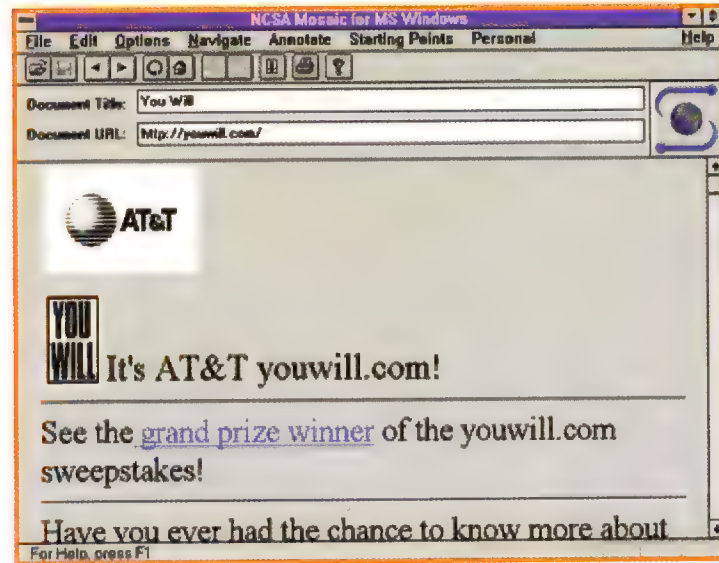 NCSA Mosaic for MS Windows
File Edit Options Navigate Annotate Starting Points Personal Help
Document Title: You Will
Document URL: http://youwill.com/
AT&T
YOU
WILL It's AT&T youwill.com!
See the grand prize winner of the youwill.com
sweepstakes!
Have you ever had the chance to know more about
For Help, press F1